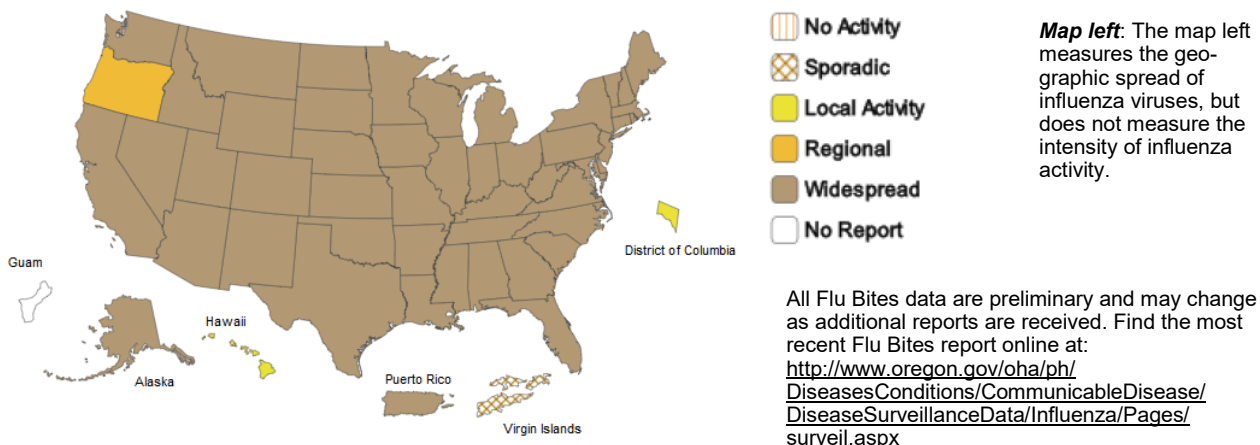 No Activity
Sporadic
Local Activity
Regional
Widespread
No Report
Map left: The map left
measures the geo-
graphic spread of
influenza viruses, but
does not measure the
intensity of influenza
activity.
District of Columbia
Guam
Hawaii
Alaska
Puerto Rico
Virgin Islands
All Flu Bites data are preliminary and may change
as additional reports are received. Find the most
recent Flu Bites report online at:
http://www.oregon.gov/oha/ph/
DiseasesConditions/CommunicableDisease/
DiseaseSurveillanceData/Influenza/Pages/
surveil.aspx